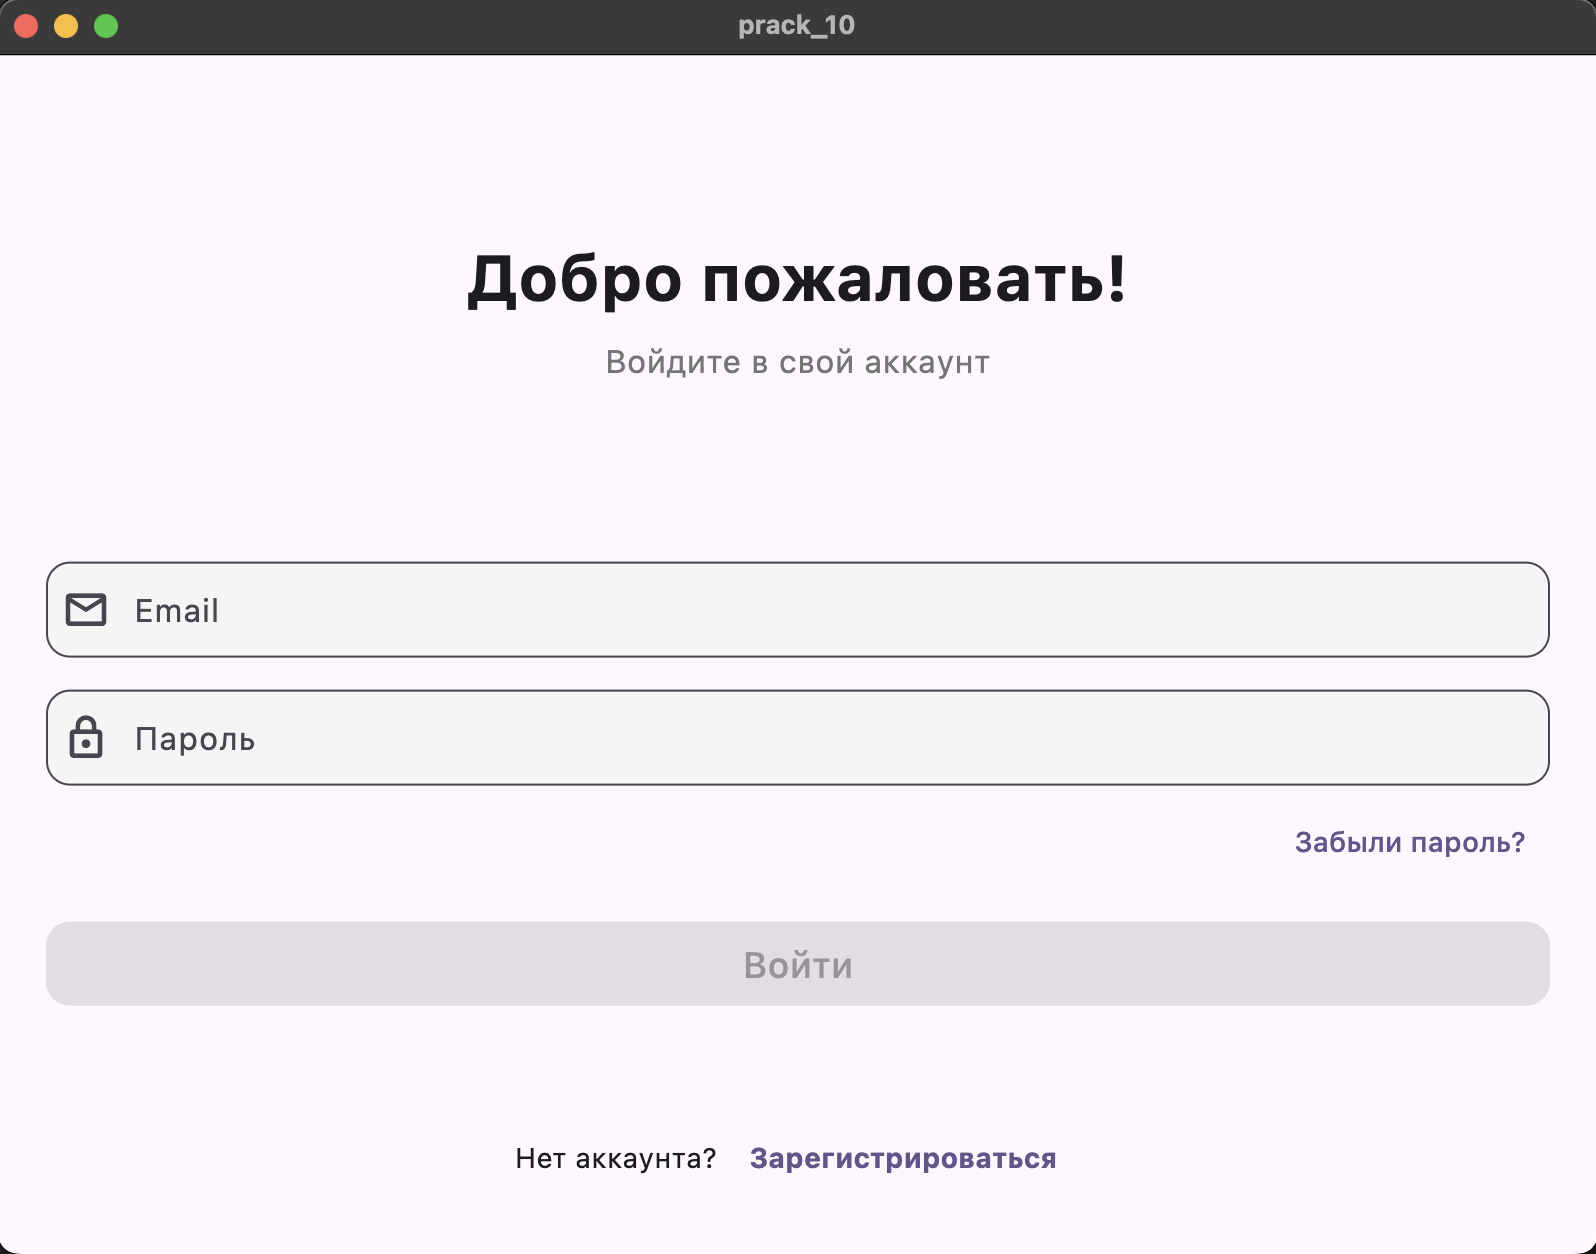 prack_10
Добро пожаловать!
Войдите в свой аккаунт
Email
Пароль
Забыли пароль?
Войти
Нет аккаунта? Зарегистрироваться